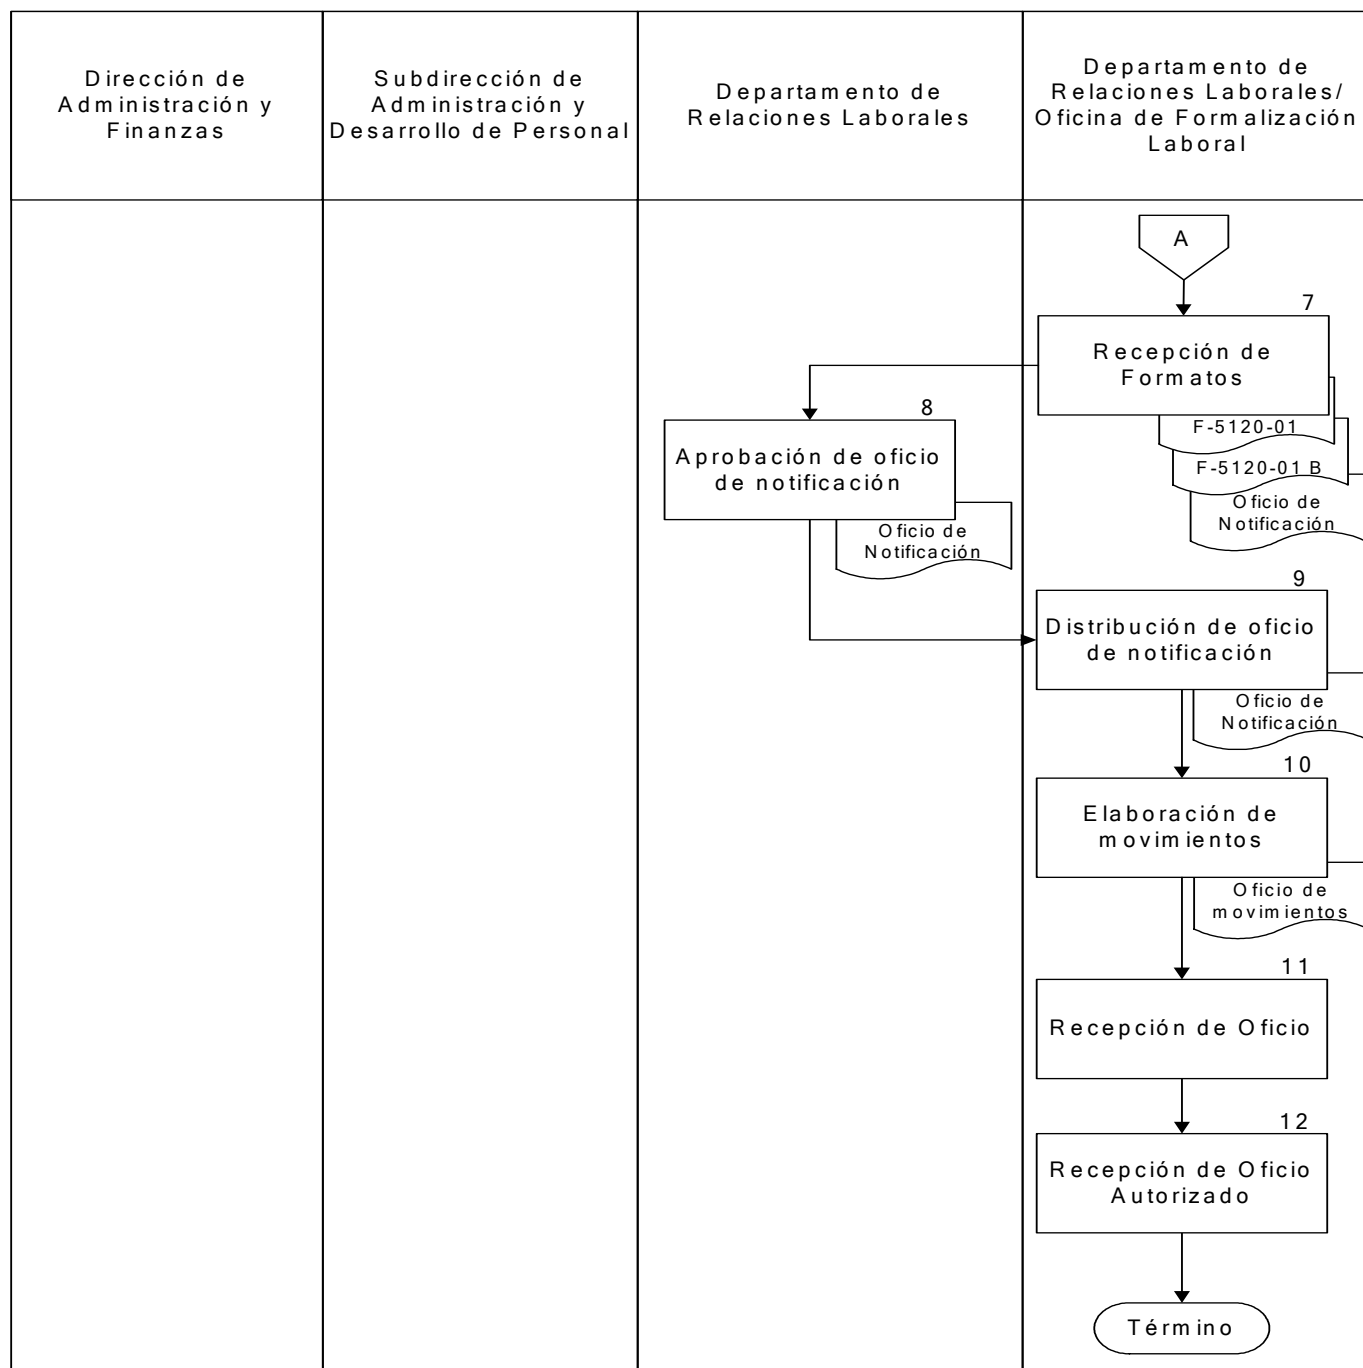 Dirección de
Administración y
Finanzas
Subdirección de
Administración y
Desarrollo de Personal
Departamento de
Relaciones Laborales
Departamento de
Relaciones Laborales/
Oficina de Formalización
Laboral
A
7
Recepción de
Formatos
F-5120-01
F-5120-01 B
Oficio de
Notificación
8
Aprobación de oficio
de notificación
Oficio de
Notificación
9
Distribución de oficio
de notificación
Oficio de
Notificación
10
Elaboración de
movimientos
Oficio de
movimientos
11
Recepción de Oficio
12
Recepción de Oficio
Autorizado
Término